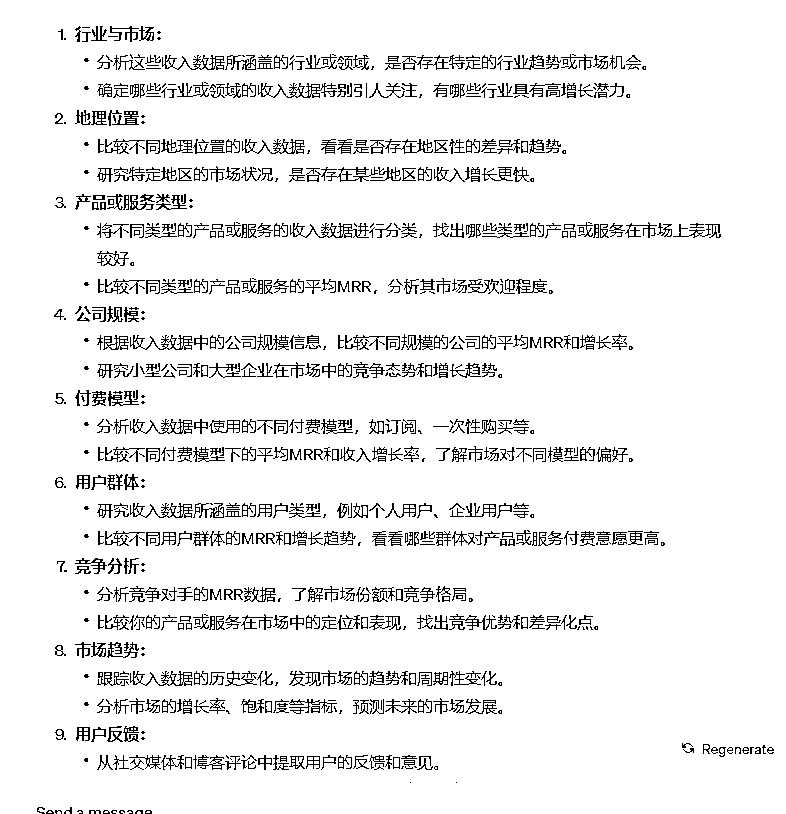 1. 行业与市场：
• 分析这些收入数据所涵盖的行业或领域，是否存在特定的行业趋势或市场机会。
• 确定哪些行业或领域的收入数据特别引人关注，有哪些行业具有高增长潜力。
2. 地理位置：
• 比较不同地理位置的收入数据，看看是否存在地区性的差异和趋势。
• 研究特定地区的市场状况，是否存在某些地区的收入增长更快。
3. 产品或服务类型：
• 将不同类型的产品或服务的收入数据进行分类，找出哪些类型的产品或服务在市场上表现
较好。
• 比较不同类型的产品或服务的平均MRR，分析其市场受欢迎程度。
4. 公司规模：
• 根据收入数据中的公司规模信息，比较不同规模的公司的平均MRR和增长率。
• 研究小型公司和大型企业在市场中的竞争态势和增长趋势。
5. 付费模型：
• 分析收入数据中使用的不同付费模型，如订阅、一次性购买等。
• 比较不同付费模型下的平均MRR和收入增长率，了解市场对不同模型的偏好。
6. 用户群体：
• 研究收入数据所涵盖的用户类型，例如个人用户、企业用户等。
• 比较不同用户群体的MRR和增长趋势，看看哪些群体对产品或服务付费意愿更高。
7. 竞争分析：
• 分析竞争对手的MRR数据，了解市场份额和竞争格局。
• 比较你的产品或服务在市场中的定位和表现，找出竞争优势和差异化点。
8. 市场趋势：
• 跟踪收入数据的历史变化，发现市场的趋势和周期性变化。
• 分析市场的增长率、饱和度等指标，预测未来的市场发展。
9. 用户反馈：
• 从社交媒体和博客评论中提取用户的反馈和意见。
Regenerate
Send a message